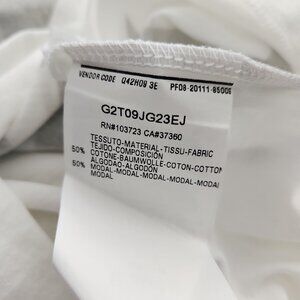 VENDOR CODE Q42H09 3E PF08-20111-8500
G2T09JG23EJ
RN#103723 CA#37360
TESSUTO-MATERIAL-TISSU-FABRIC
TEJIDO-COMPOSICIÓN
50% COTONE-BAUMWOLLE-COTON-COTTON
ALGODAO-ALGODÓN
50% MODAL-MODAL-MODAL-MODAL
MODAL-MODAL